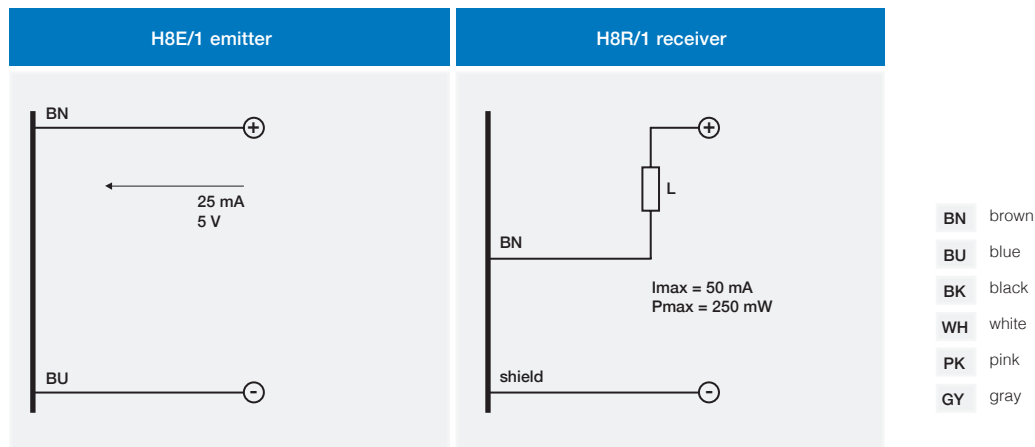 H8E/1 emitter
BN
+
25 mA
5 V
BU
-
H8R/1 receiver
+
L
BN
Imax = 50 mA
Pmax = 250 mW
shield
-
BN brown
BU blue
BK black
WH white
PK pink
GY gray